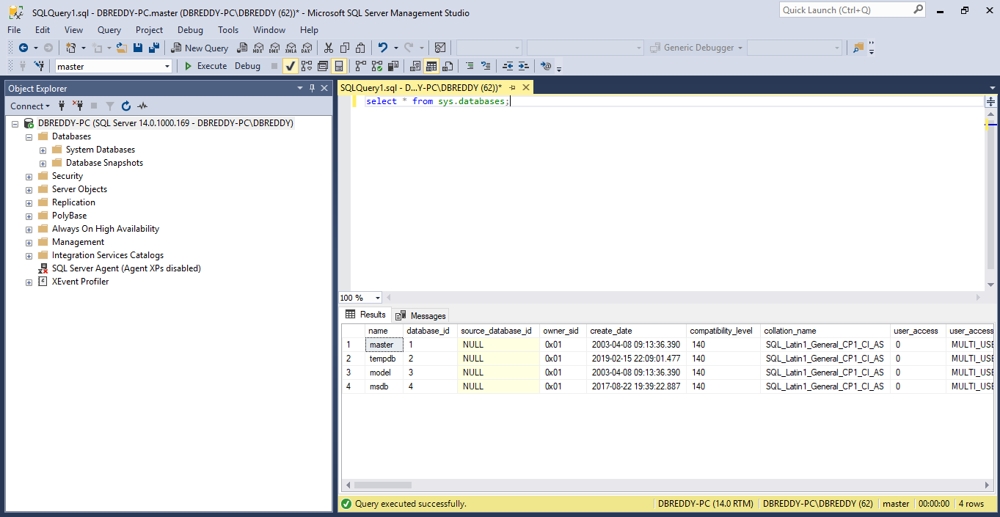 SQLQuery1.sql - DBREDDY-PC.master (DBREDDY-PC\DBREDDY (62))* - Microsoft SQL Server Management Studio
Quick Launch (Ctrl+Q)
File Edit View Query Project Debug Tools Window Help
New Query MDX DMX XMLA DAX Generic Debugger
master Execute Debug
Object Explorer
Connect
DBREDDY-PC (SQL Server 14.0.1000.169 - DBREDDY-PC\DBREDDY)
Databases
System Databases
Database Snapshots
Security
Server Objects
Replication
PolyBase
Always On High Availability
Management
Integration Services Catalogs
SQL Server Agent (Agent XPs disabled)
XEvent Profiler
SQLQuery1.sql - D...Y-PC\DBREDDY (62))*
select * from sys.databases;
100 %
Results Messages
name database_id source_database_id owner_sid create_date compatibility_level collation_name user_access user_access
1 master 1 NULL 0x01 2003-04-08 09:13:36.390 140 SQL_Latin1_General_CP1_CI_AS 0 MULTI_USE
2 tempdb 2 NULL 0x01 2019-02-15 22:09:01.477 140 SQL_Latin1_General_CP1_CI_AS 0 MULTI_USE
3 model 3 NULL 0x01 2003-04-08 09:13:36.390 140 SQL_Latin1_General_CP1_CI_AS 0 MULTI_USE
4 msdb 4 NULL 0x01 2017-08-22 19:39:22.887 140 SQL_Latin1_General_CP1_CI_AS 0 MULTI_USE
Query executed successfully. DBREDDY-PC (14.0 RTM) DBREDDY-PC\DBREDDY (62) master 00:00:00 4 rows